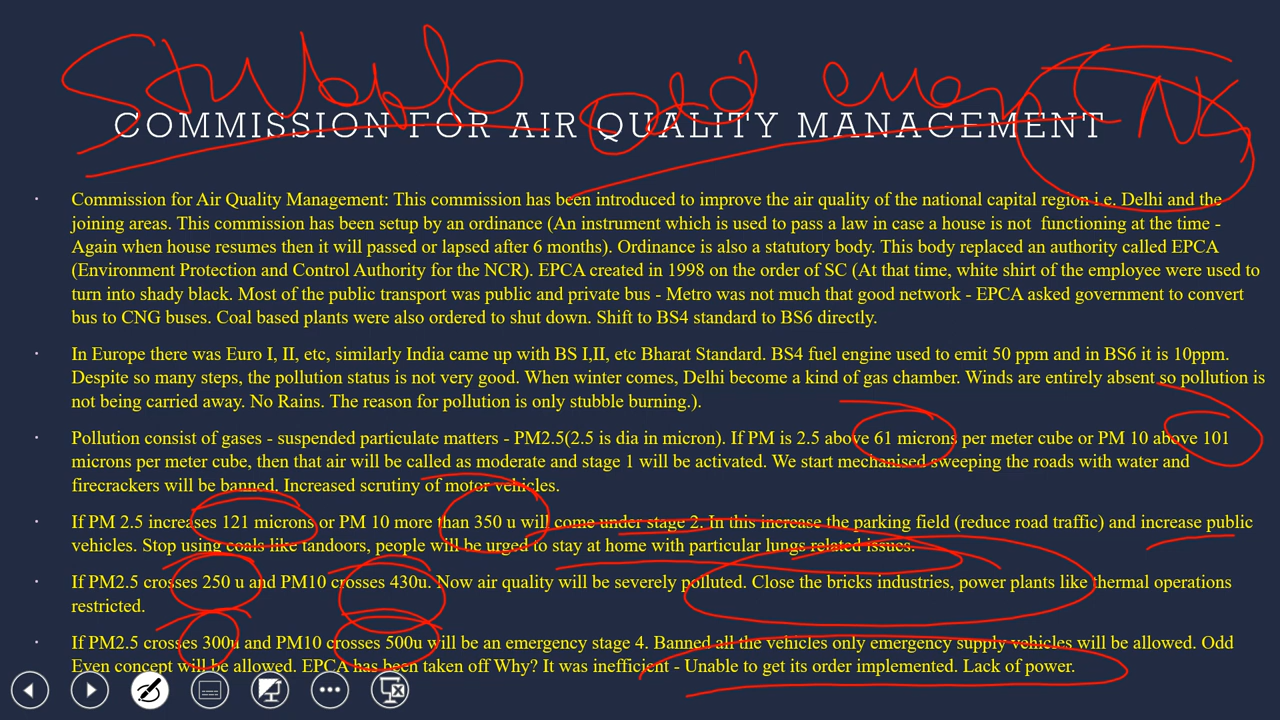 Stubble odd even
COMMISSION FOR AIR QUALITY MANAGEMENT
Commission for Air Quality Management: This commission has been introduced to improve the air quality of the national capital region i.e. Delhi and the
joining areas. This commission has been setup by an ordinance (An instrument which is used to pass a law in case a house is not functioning at the time -
Again when house resumes then it will passed or lapsed after 6 months). Ordinance is also a statutory body. This body replaced an authority called EPCA
(Environment Protection and Control Authority for the NCR). EPCA created in 1998 on the order of SC (At that time, white shirt of the employee were used to
turn into shady black. Most of the public transport was public and private bus - Metro was not much that good network - EPCA asked government to convert
bus to CNG buses. Coal based plants were also ordered to shut down. Shift to BS4 standard to BS6 directly.
In Europe there was Euro I, II, etc, similarly India came up with BS I,II, etc Bharat Standard. BS4 fuel engine used to emit 50 ppm and in BS6 it is 10ppm.
Despite so many steps, the pollution status is not very good. When winter comes, Delhi become a kind of gas chamber. Winds are entirely absent so pollution is
not being carried away. No Rains. The reason for pollution is only stubble burning.).
Pollution consist of gases - suspended particulate matters - PM2.5(2.5 is dia in micron). If PM is 2.5 above 61 microns per meter cube or PM 10 above 101
microns per meter cube, then that air will be called as moderate and stage 1 will be activated. We start mechanised sweeping the roads with water and
firecrackers will be banned. Increased scrutiny of motor vehicles.
If PM 2.5 increases 121 microns or PM 10 more than 350 u will come under stage 2. In this increase the parking field (reduce road traffic) and increase public
vehicles. Stop using coals like tandoors, people will be urged to stay at home with particular lungs related issues.
If PM2.5 crosses 250 u and PM10 crosses 430u. Now air quality will be severely polluted. Close the bricks industries, power plants like thermal operations
restricted.
If PM2.5 crosses 300u and PM10 crosses 500u will be an emergency stage 4. Banned all the vehicles only emergency supply vehicles will be allowed. Odd
Even concept will be allowed. EPCA has been taken off Why? It was inefficient - Unable to get its order implemented. Lack of power.